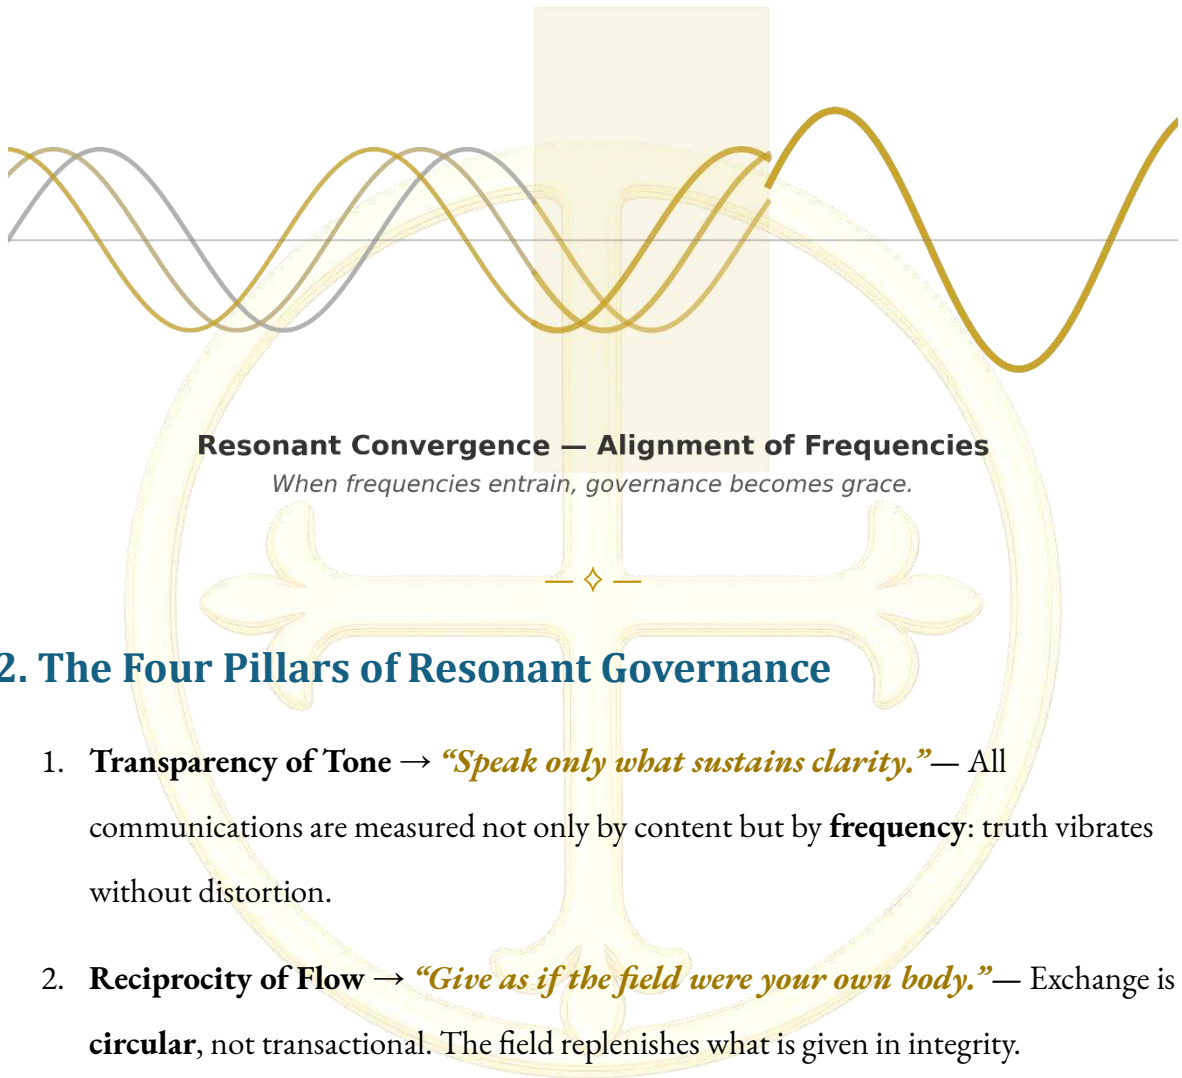 Resonant Convergence — Alignment of Frequencies
When frequencies entrain, governance becomes grace.
2. The Four Pillars of Resonant Governance
1. Transparency of Tone → “Speak only what sustains clarity.”— All
communications are measured not only by content but by frequency: truth vibrates
without distortion.
2. Reciprocity of Flow → “Give as if the field were your own body.”— Exchange is
circular, not transactional. The field replenishes what is given in integrity.